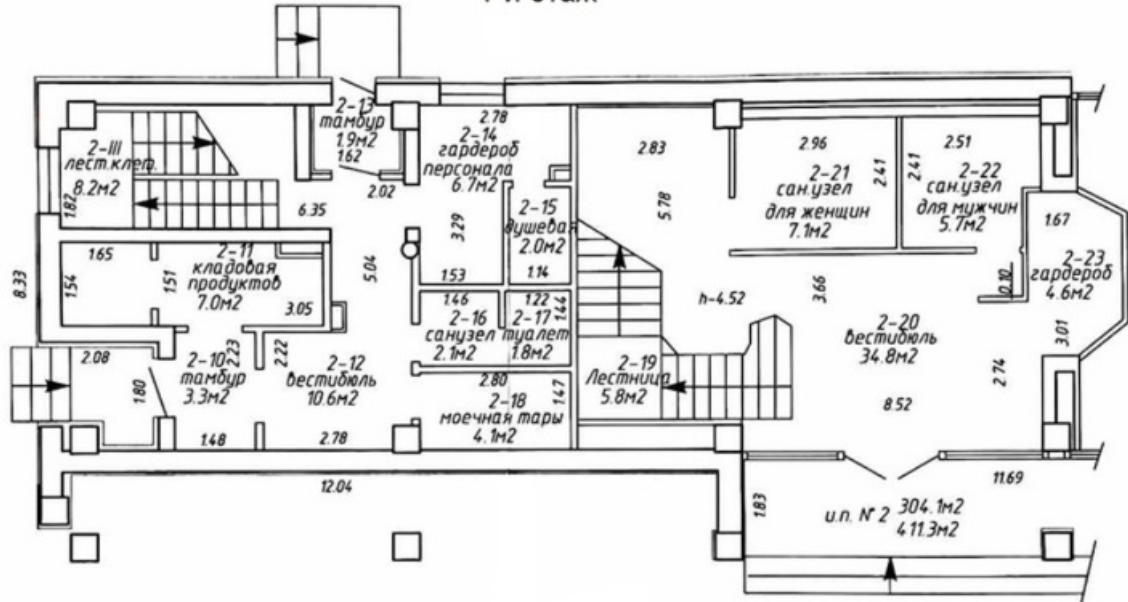 2-III
лест.клет.
8.2м2
1.82
2-13
тамбур
1.9м2
1.62
2.02
6.35
2.78
2-14
гардероб
персонала
6.7м2
3.29
1.53
2-15
душевая
2.0м2
1.14
2.83
5.78
2.96
2.41
2-21
сан.узел
для женщин
7.1м2
2.51
2.41
2-22
сан.узел
для мужчин
5.7м2
1.67
2-23
гардероб
4.6м2
3.01
0.10
8.33
1.65
1.54
1.51
2-11
кладовая
продуктов
7.0м2
3.05
5.04
1.46
2-16
санузел
2.1м2
1.22
1.44
2-17
туалет
1.8м2
h-4.52
3.66
2-20
вестибюль
34.8м2
2.74
8.52
2.08
1.80
2-10
тамбур
3.3м2
2.23
1.48
2.22
2-12
вестибюль
10.6м2
2.78
2.80
1.47
2-18
моечная тары
4.1м2
2-19
Лестница
5.8м2
12.04
1.83
11.69
и.п. № 2 304.1м2
411.3м2